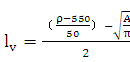 l_v = ((ρ-550)/50 - √(A/π))/2